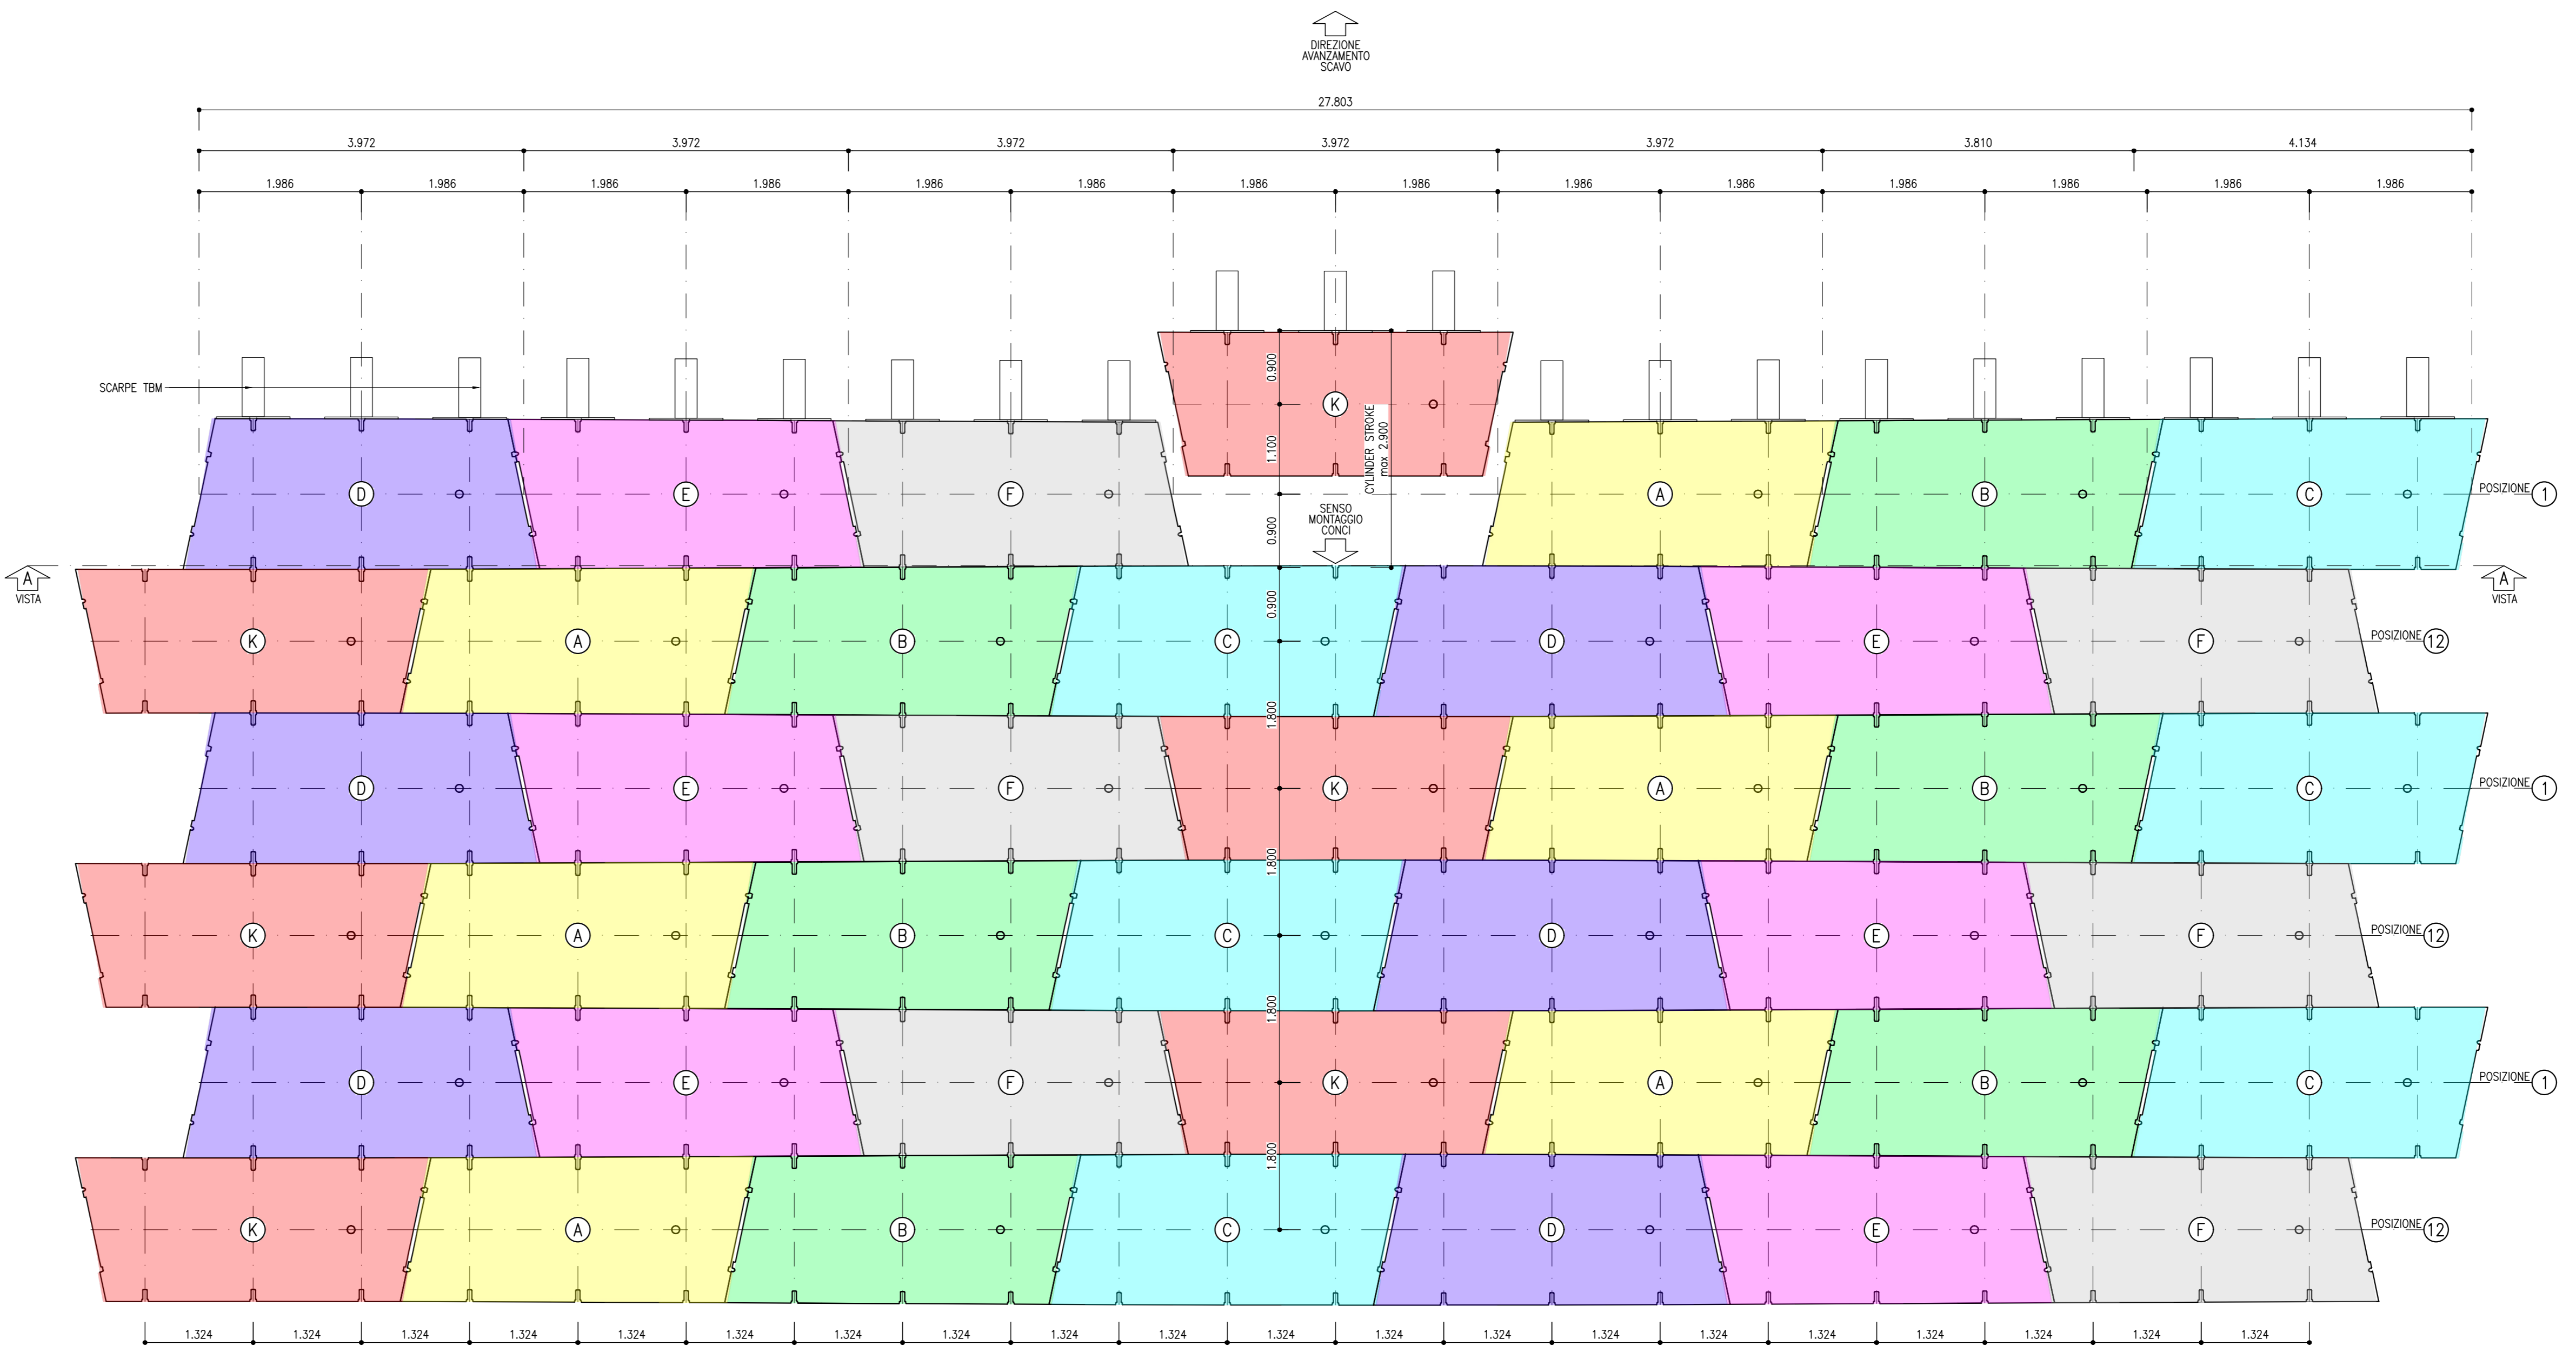 DIREZIONE
AVANZAMENTO
SCAVO
27.803
3.972 3.972 3.972 3.972 3.972 3.810 4.134
1.986 1.986 1.986 1.986 1.986 1.986 1.986 1.986 1.986 1.986 1.986 1.986 1.986 1.986
SCARPE TBM
0.900
K
CYLINDER STROKE
max 2.900
1.100
D E F A B C POSIZIONE 1
SENSO
MONTAGGIO
CONCI
0.900
A
VISTA
A
VISTA
0.900
K A B C D E F POSIZIONE 12
1.800
D E F K A B C POSIZIONE 1
1.800
K A B C D E F POSIZIONE 12
1.800
D E F K A B C POSIZIONE 1
1.800
K A B C D E F POSIZIONE 12
1.324 1.324 1.324 1.324 1.324 1.324 1.324 1.324 1.324 1.324 1.324 1.324 1.324 1.324 1.324 1.324 1.324 1.324 1.324 1.324